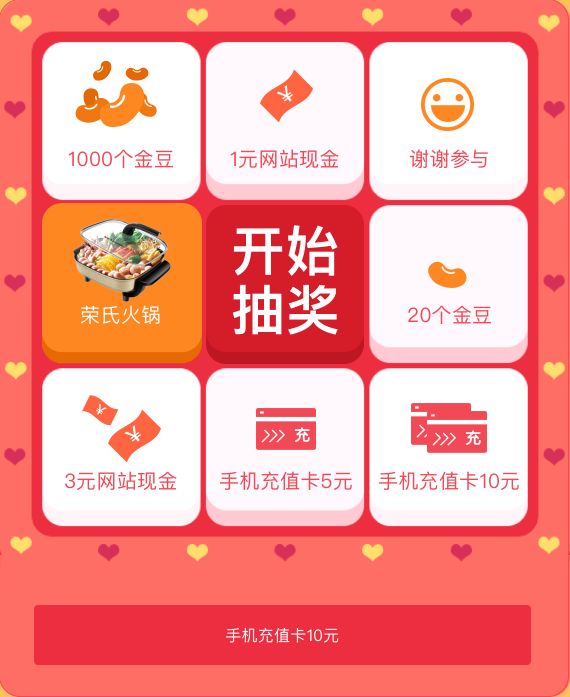 1000个金豆
1元网站现金
谢谢参与
荣氏火锅
开始
抽奖
20个金豆
3元网站现金
充
手机充值卡5元
充
手机充值卡10元
手机充值卡10元